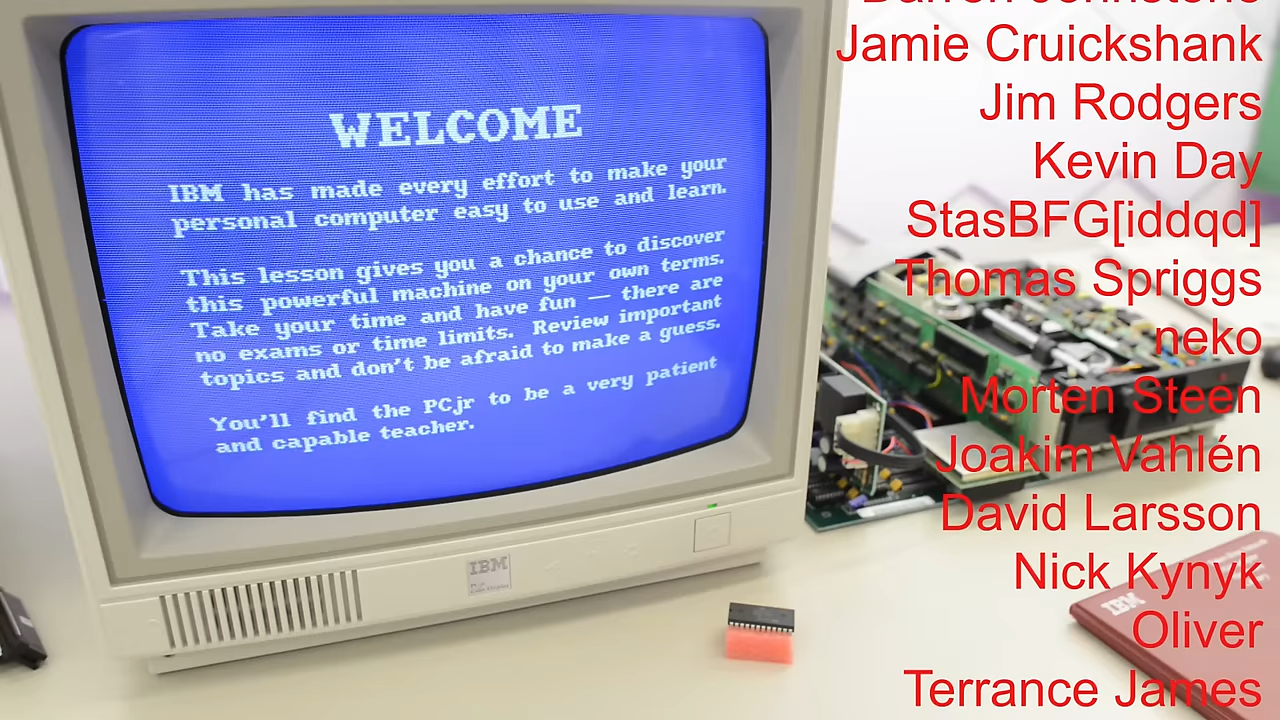 WELCOME
IBM has made every effort to make your
personal computer easy to use and learn.
This lesson gives you a chance to discover
this powerful machine on your own terms.
Take your time and have fun — there are
no exams or time limits. Review important
topics and don't be afraid to make a guess.
You'll find the PCjr to be a very patient
and capable teacher.
IBM
Jamie Cruickshank
Jim Rodgers
Kevin Day
StasBFG[iddqd]
Thomas Spriggs
neko
Morten Steen
Joakim Vahlén
David Larsson
Nick Kynyk
Oliver
Terrance James
IBM